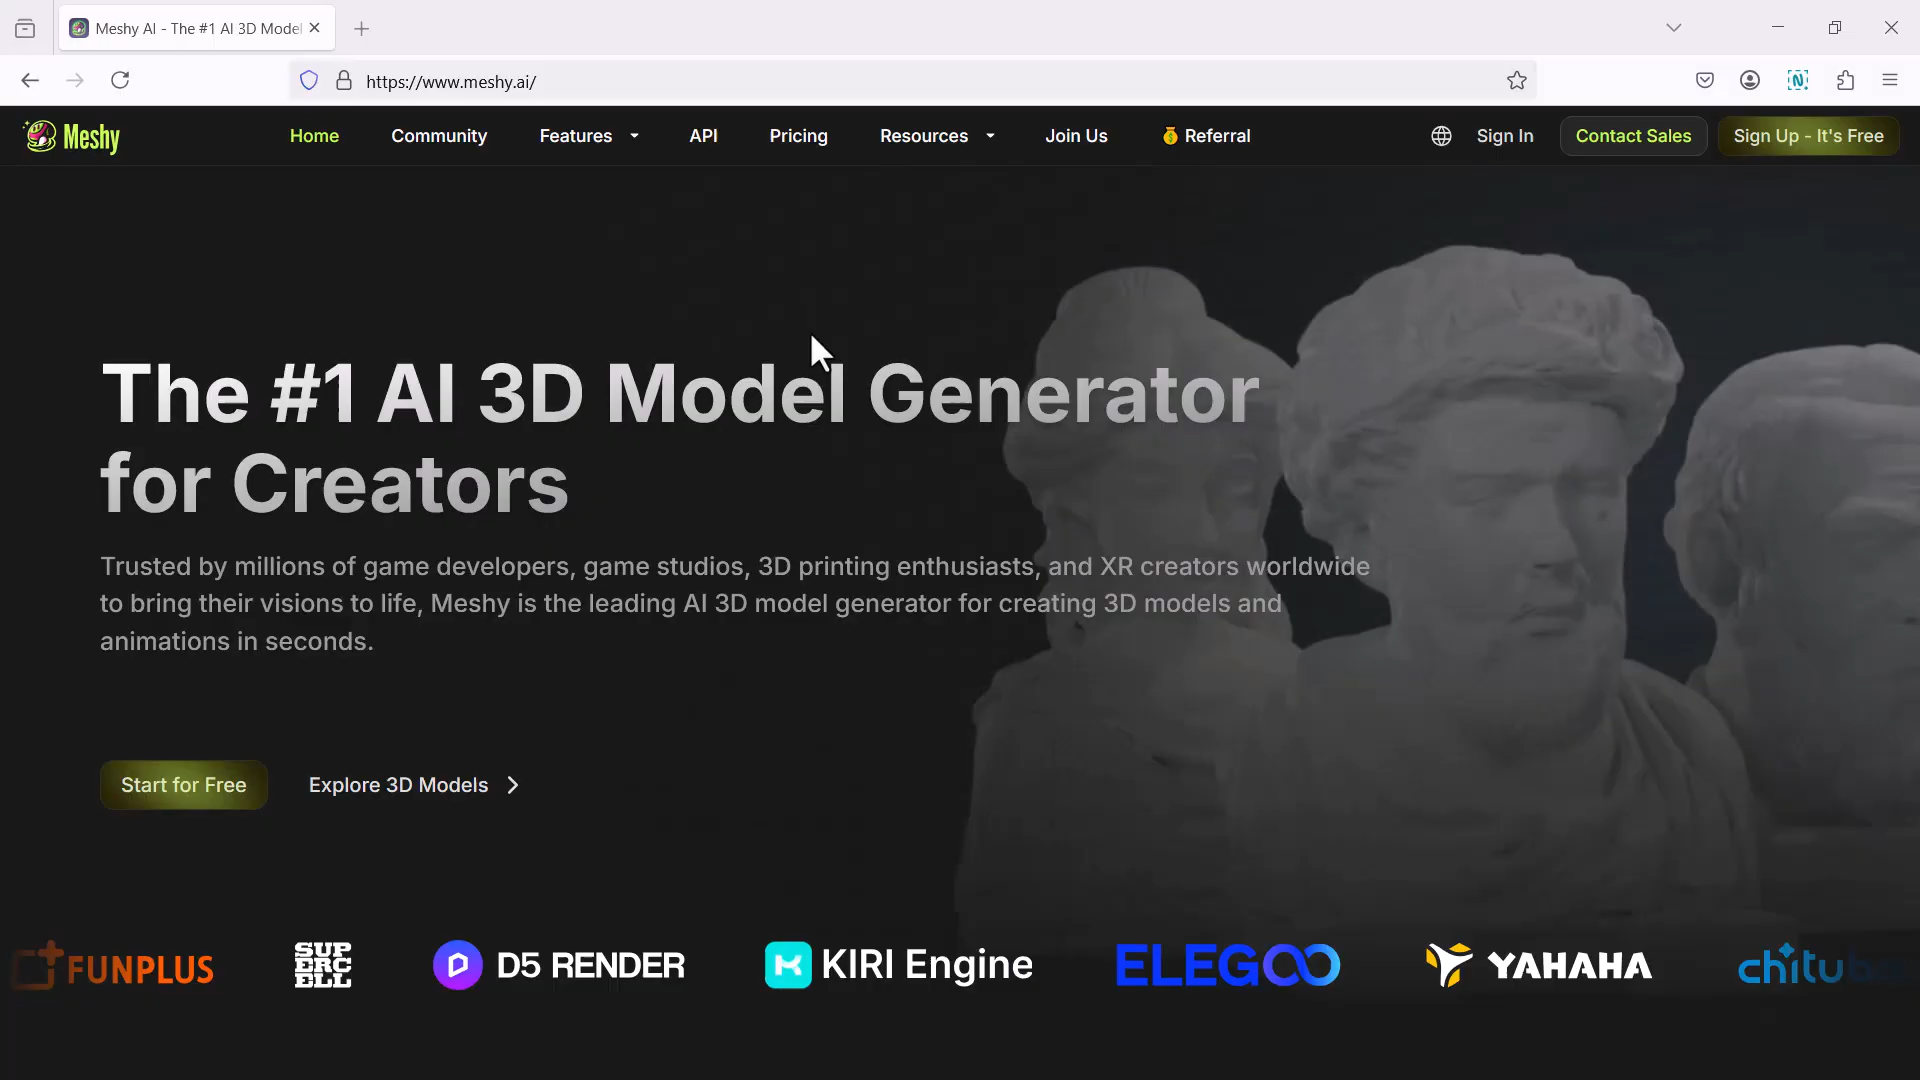 Meshy AI - The #1 AI 3D Model
https://www.meshy.ai/
Meshy
Home
Community
Features
API
Pricing
Resources
Join Us
Referral
Sign In
Contact Sales
Sign Up - It's Free
The #1 AI 3D Model Generator
for Creators
Trusted by millions of game developers, game studios, 3D printing enthusiasts, and XR creators worldwide
to bring their visions to life, Meshy is the leading AI 3D model generator for creating 3D models and
animations in seconds.
Start for Free
Explore 3D Models
FUNPLUS
SUPERCELL
D5 RENDER
KIRI Engine
ELEGOO
YAHAHA
chitub